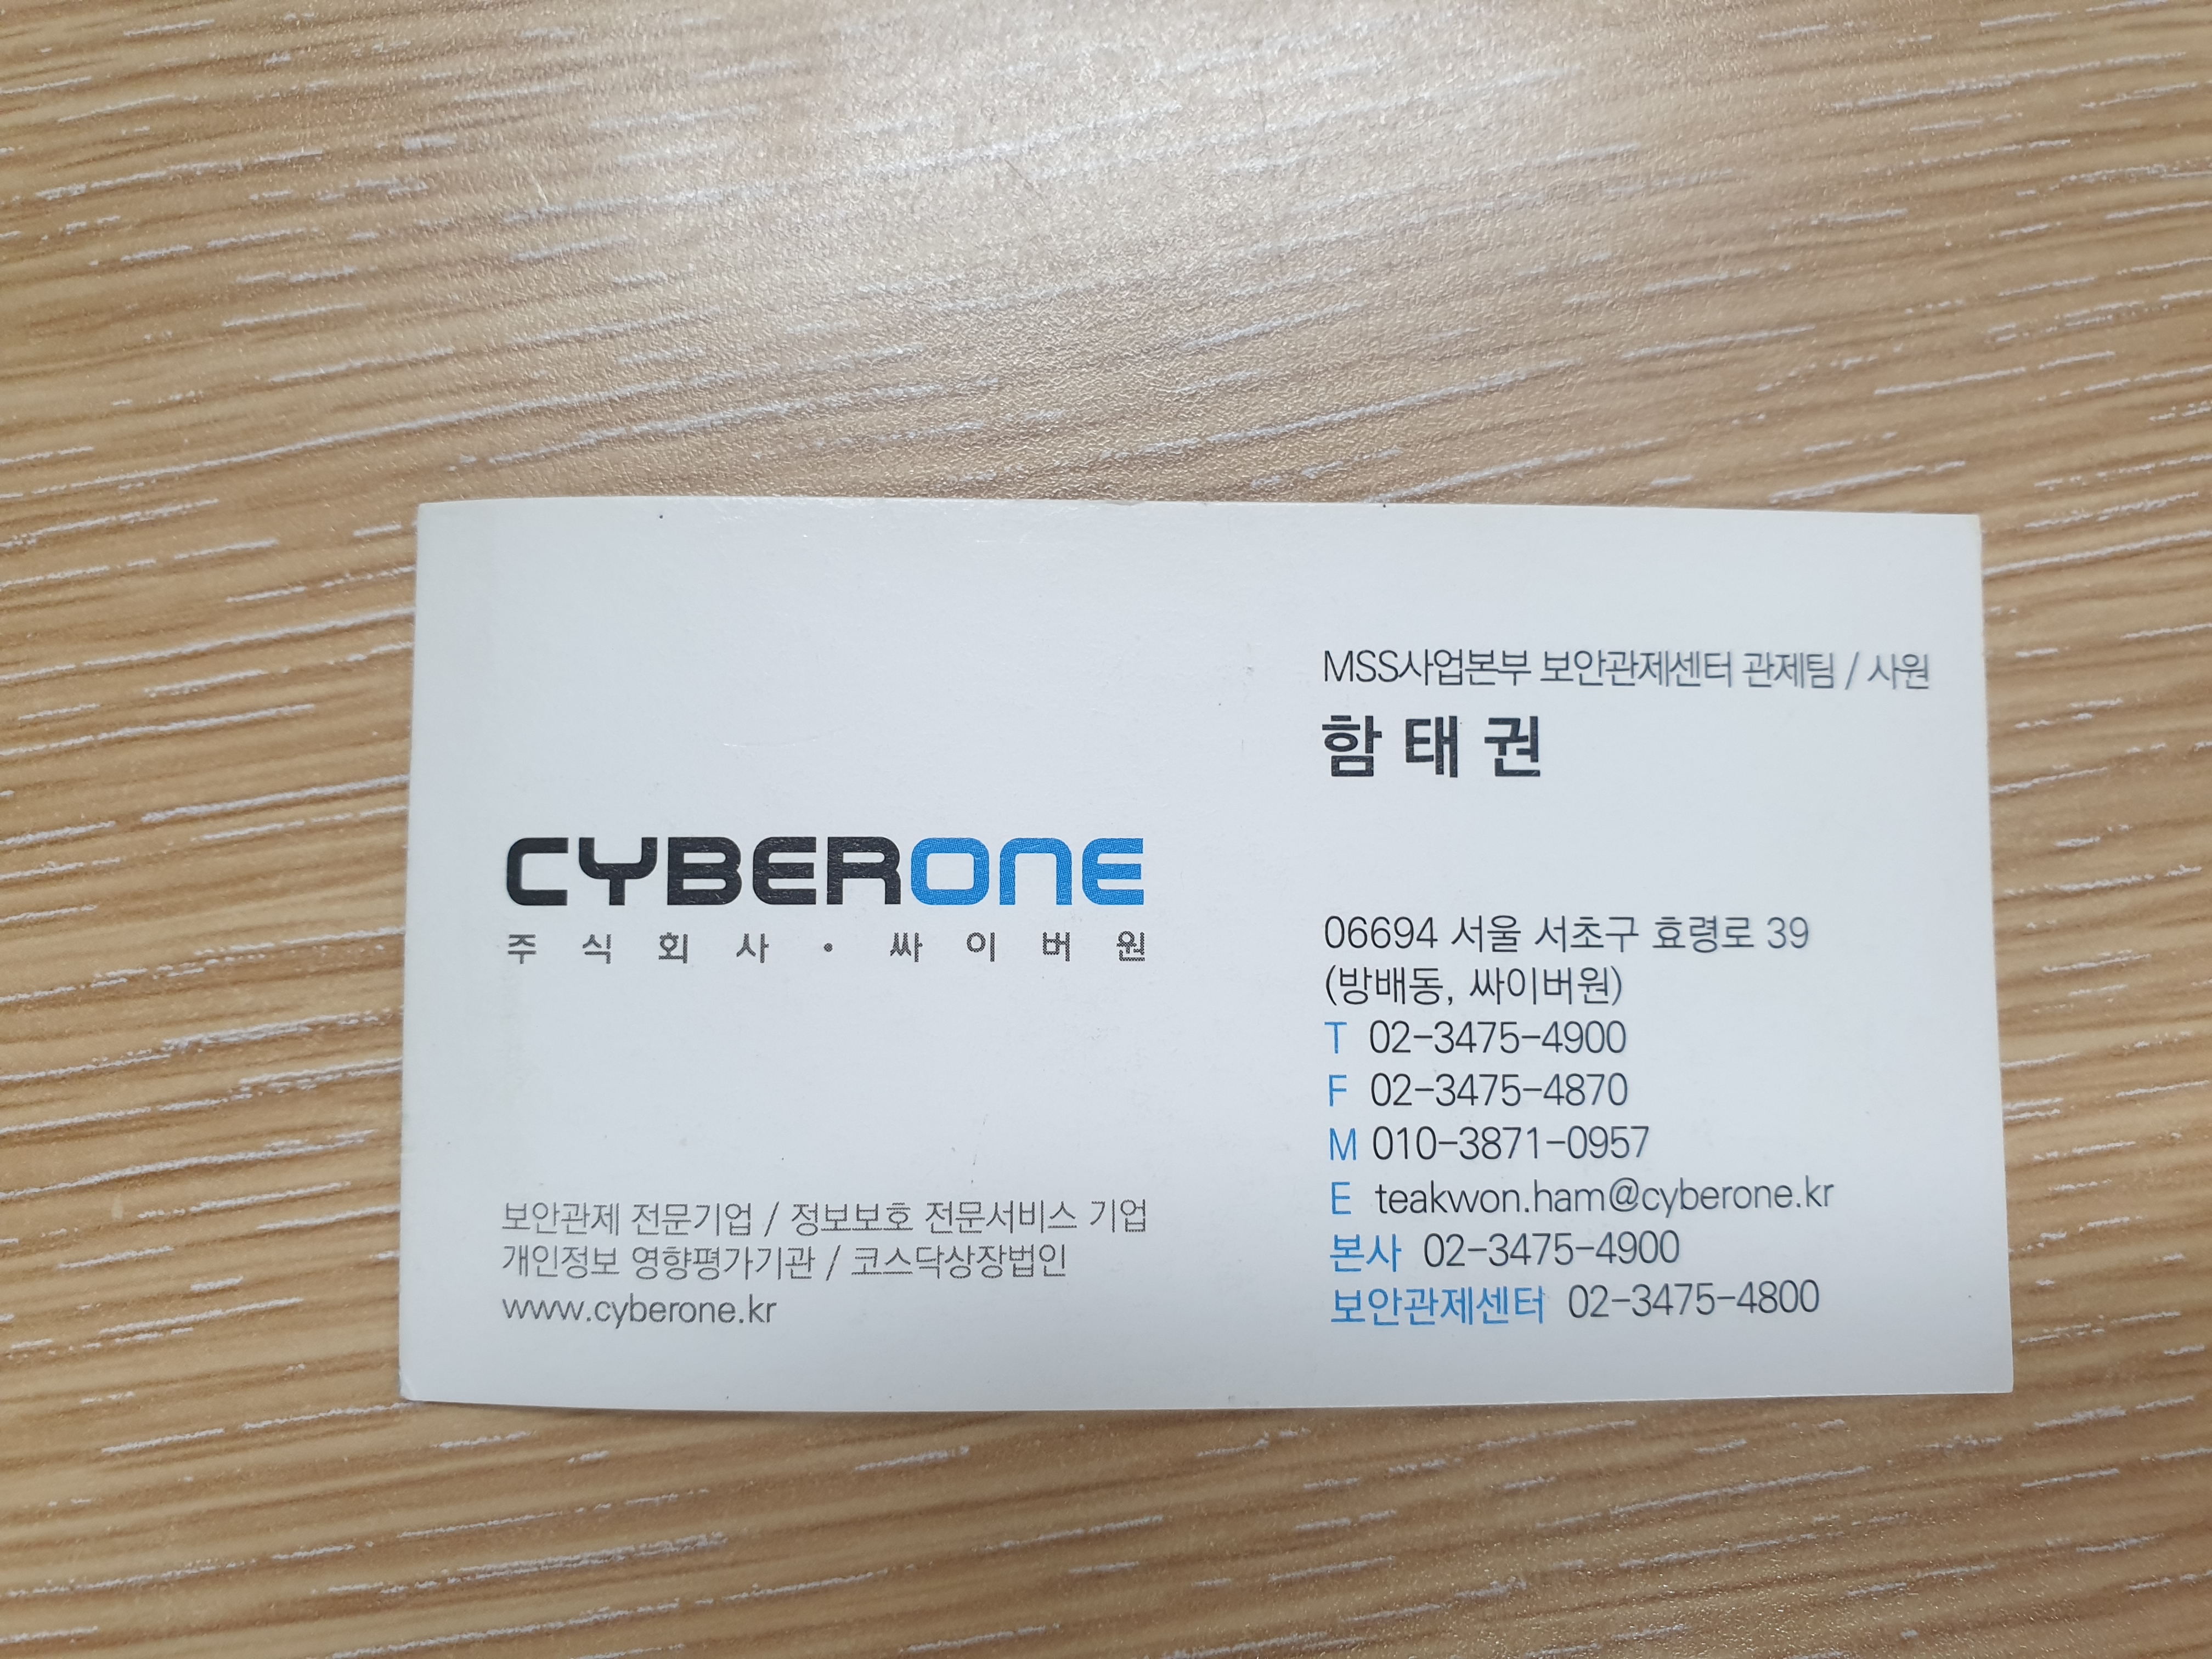 CYBERONE
주식회사·싸이버원
보안관제 전문기업 / 정보보호 전문서비스 기업
개인정보 영향평가기관 / 코스닥상장법인
www.cyberone.kr
MSS사업본부 보안관제센터 관제팀 / 사원
함태권
06694 서울 서초구 효령로 39
(방배동, 싸이버원)
T 02-3475-4900
F 02-3475-4870
M 010-3871-0957
E teakwon.ham@cyberone.kr
본사 02-3475-4900
보안관제센터 02-3475-4800